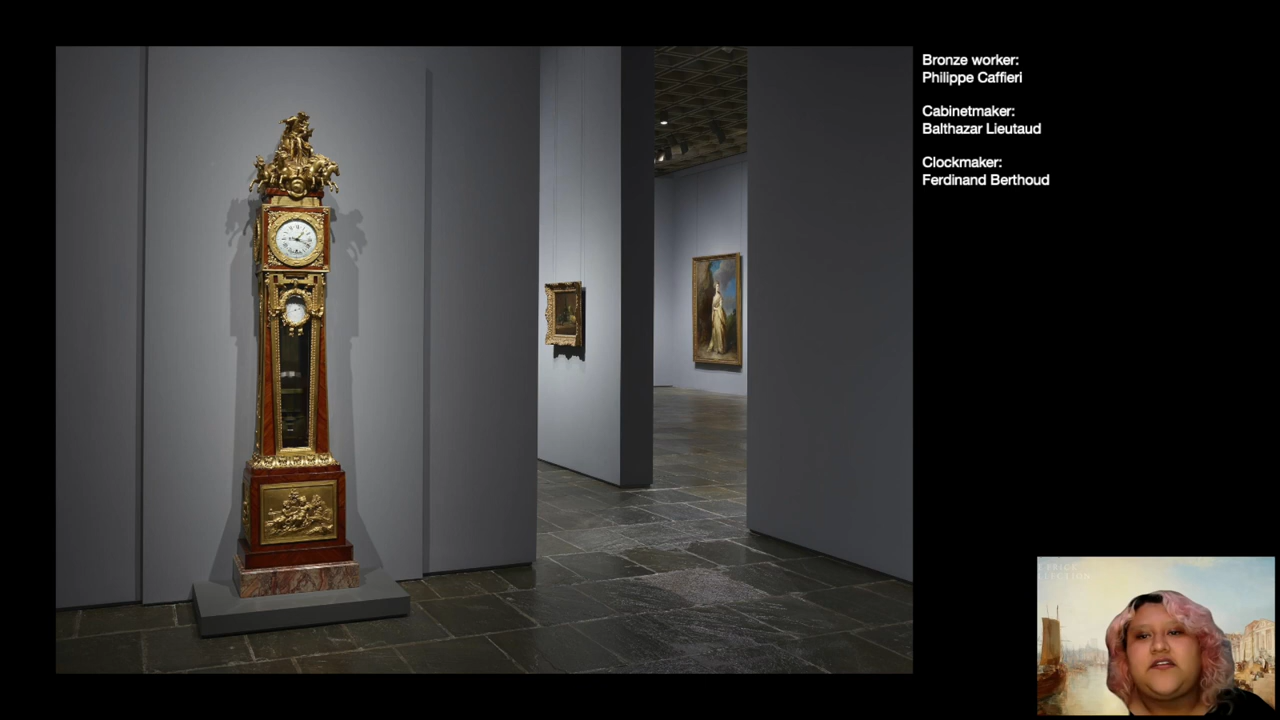 Bronze worker:
Philippe Caffieri
Cabinetmaker:
Balthazar Lieutaud
Clockmaker:
Ferdinand Berthoud